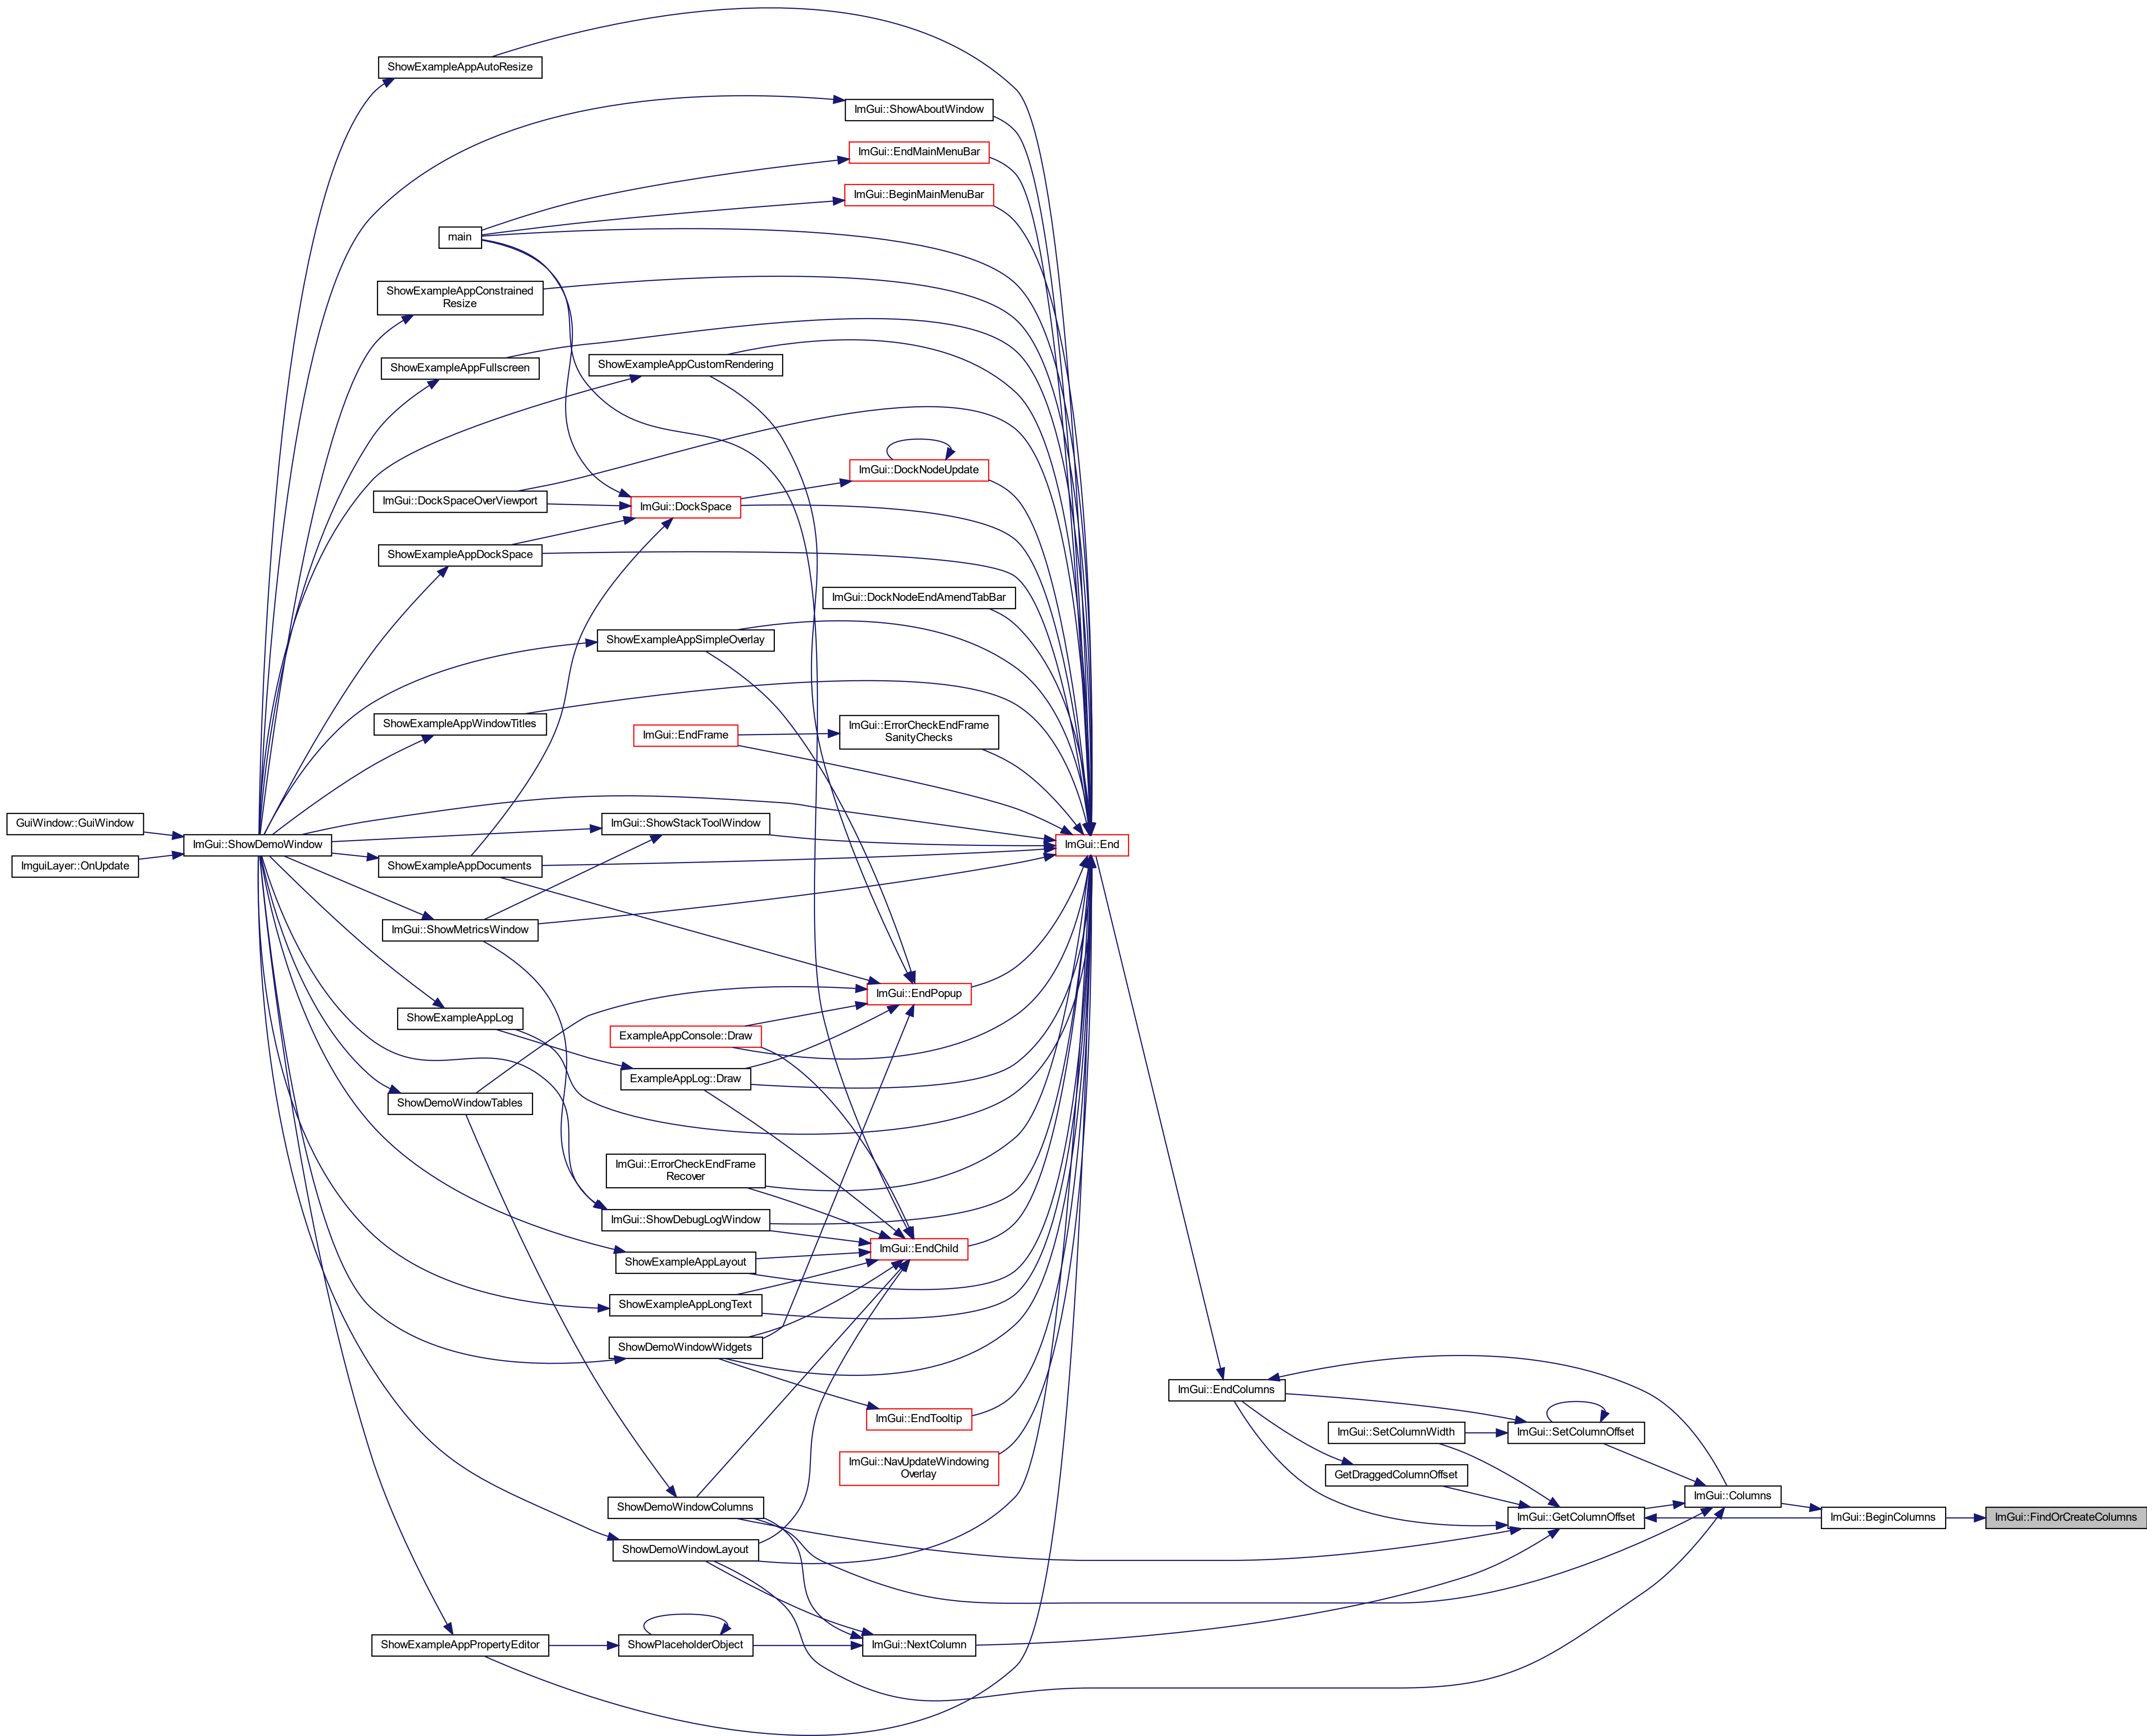 ShowExampleAppAutoResize
ImGui::ShowAboutWindow
ImGui::EndMainMenuBar
ImGui::BeginMainMenuBar
main
ShowExampleAppConstrained
Resize
ShowExampleAppFullscreen
ShowExampleAppCustomRendering
ImGui::DockNodeUpdate
ImGui::DockSpaceOverViewport
ImGui::DockSpace
ShowExampleAppDockSpace
ImGui::DockNodeEndAmendTabBar
ShowExampleAppSimpleOverlay
ShowExampleAppWindowTitles
ImGui::EndFrame
ImGui::ErrorCheckEndFrame
SanityChecks
GuiWindow::GuiWindow
ImGui::ShowStackToolWindow
ImGui::ShowDemoWindow
ImGui::End
ImguiLayer::OnUpdate
ShowExampleAppDocuments
ImGui::ShowMetricsWindow
ImGui::EndPopup
ShowExampleAppLog
ExampleAppConsole::Draw
ExampleAppLog::Draw
ShowDemoWindowTables
ImGui::ErrorCheckEndFrame
Recover
ImGui::ShowDebugLogWindow
ImGui::EndChild
ShowExampleAppLayout
ShowExampleAppLongText
ShowDemoWindowWidgets
ImGui::EndColumns
ImGui::EndTooltip
ImGui::SetColumnWidth
ImGui::SetColumnOffset
ImGui::NavUpdateWindowing
Overlay
GetDraggedColumnOffset
ImGui::Columns
ShowDemoWindowColumns
ImGui::GetColumnOffset
ImGui::BeginColumns
ImGui::FindOrCreateColumns
ShowDemoWindowLayout
ShowExampleAppPropertyEditor
ShowPlaceholderObject
ImGui::NextColumn